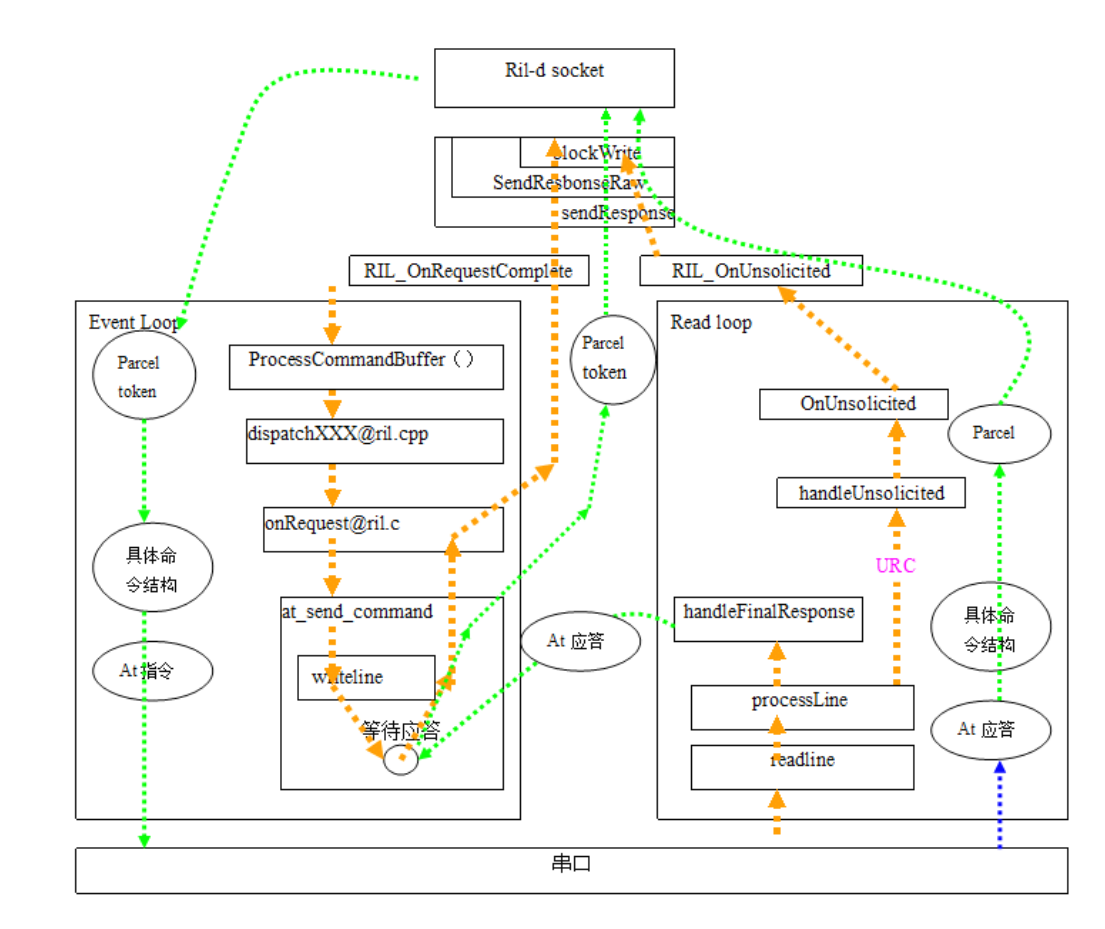 Ril-d socket
blockWrite
SendResbonseRaw
sendResponse
RIL_OnRequestComplete
RIL_OnUnsolicited
Event Loop
Parcel
token
ProcessCommandBuffer（）
dispatchXXX@ril.cpp
onRequest@ril.c
具体命
令结构
at_send_command
At 指令
writeline
等待应答
Parcel
token
At 应答
Read loop
OnUnsolicited
Parcel
handleUnsolicited
URC
handleFinalResponse
具体命
令结构
processLine
At 应答
readline
串口